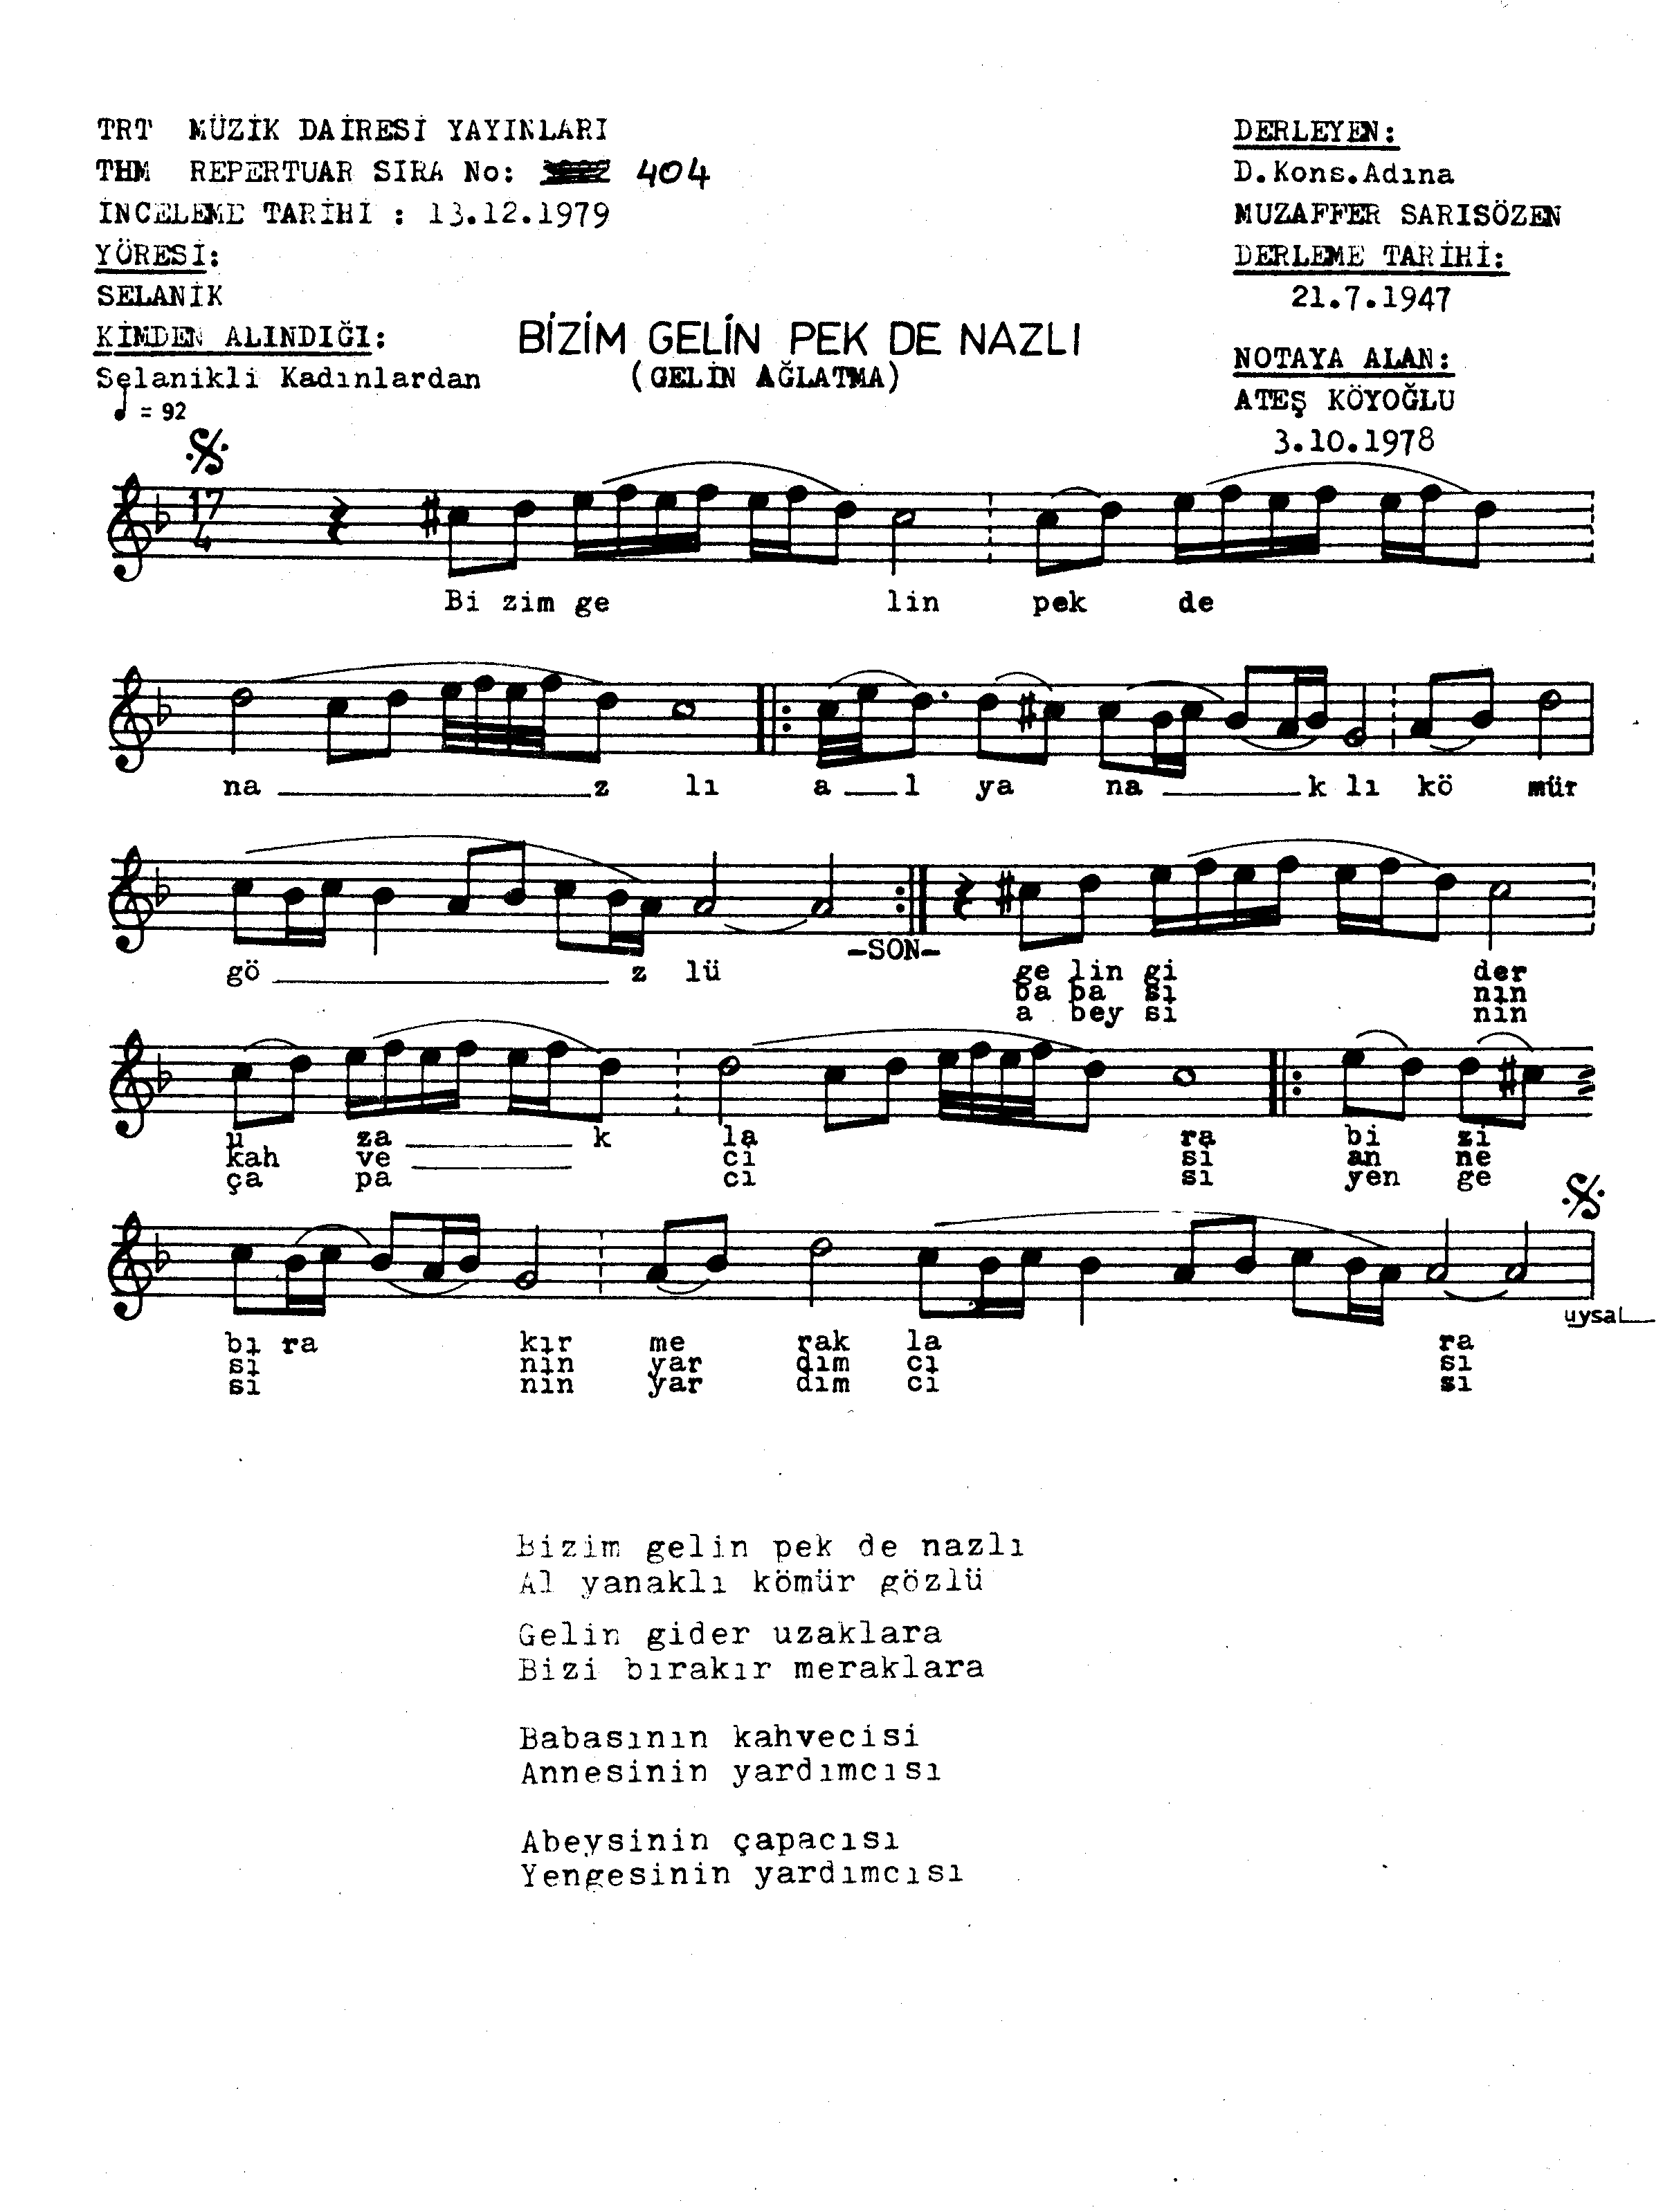 TRT MÜZİK DAİRESİ YAYINLARI
THM REPERTUAR SIRA No: 404
İNCELEME TARİHİ : 13.12.1979
YÖRESİ:
SELANİK
KİMDEN ALINDIĞI:
Selanikli Kadınlardan
= 92
DERLEYEN:
D.Kons.Adına
MUZAFFER SARISÖZEN
DERLEME TARİHİ:
21.7.1947
NOTAYA ALAN:
ATEŞ KÖYOĞLU
3.10.1978
BİZİM GELİN PEK DE NAZLI
(GELİN AĞLATMA)
17
4
Bi zim ge lin pek de
na z lı a l ya na k lı kö mür
gö z lü -SON- ge lin gi der
ba ba sı nın
a bey si nin
u za k la ra bi zi
kah ve ci si an ne
ça pa cı sı yen ge
bı ra kır me rak la ra
si nin yar dım cı sı
si nin yar dım cı sı
uysal
Bizim gelin pek de nazlı
Al yanaklı kömür gözlü
Gelin gider uzaklara
Bizi bırakır meraklara
Babasının kahvecisi
Annesinin yardımcısı
Abeysinin çapacısı
Yengesinin yardımcısı